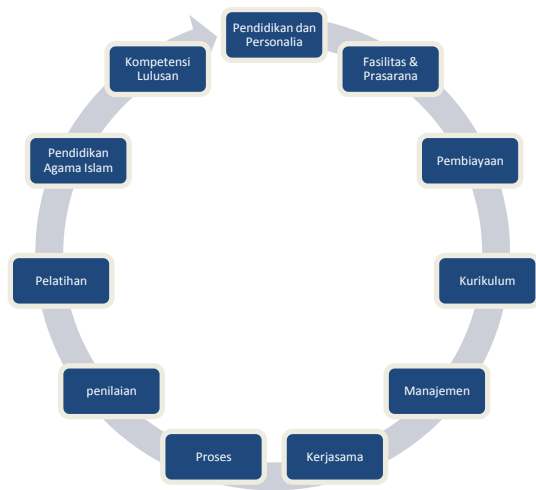 Pendidikan dan
Personalia
Fasilitas &
Prasarana
Pembiayaan
Kurikulum
Manajemen
Kerjasama
Proses
penilaian
Pelatihan
Pendidikan
Agama Islam
Kompetensi
Lulusan